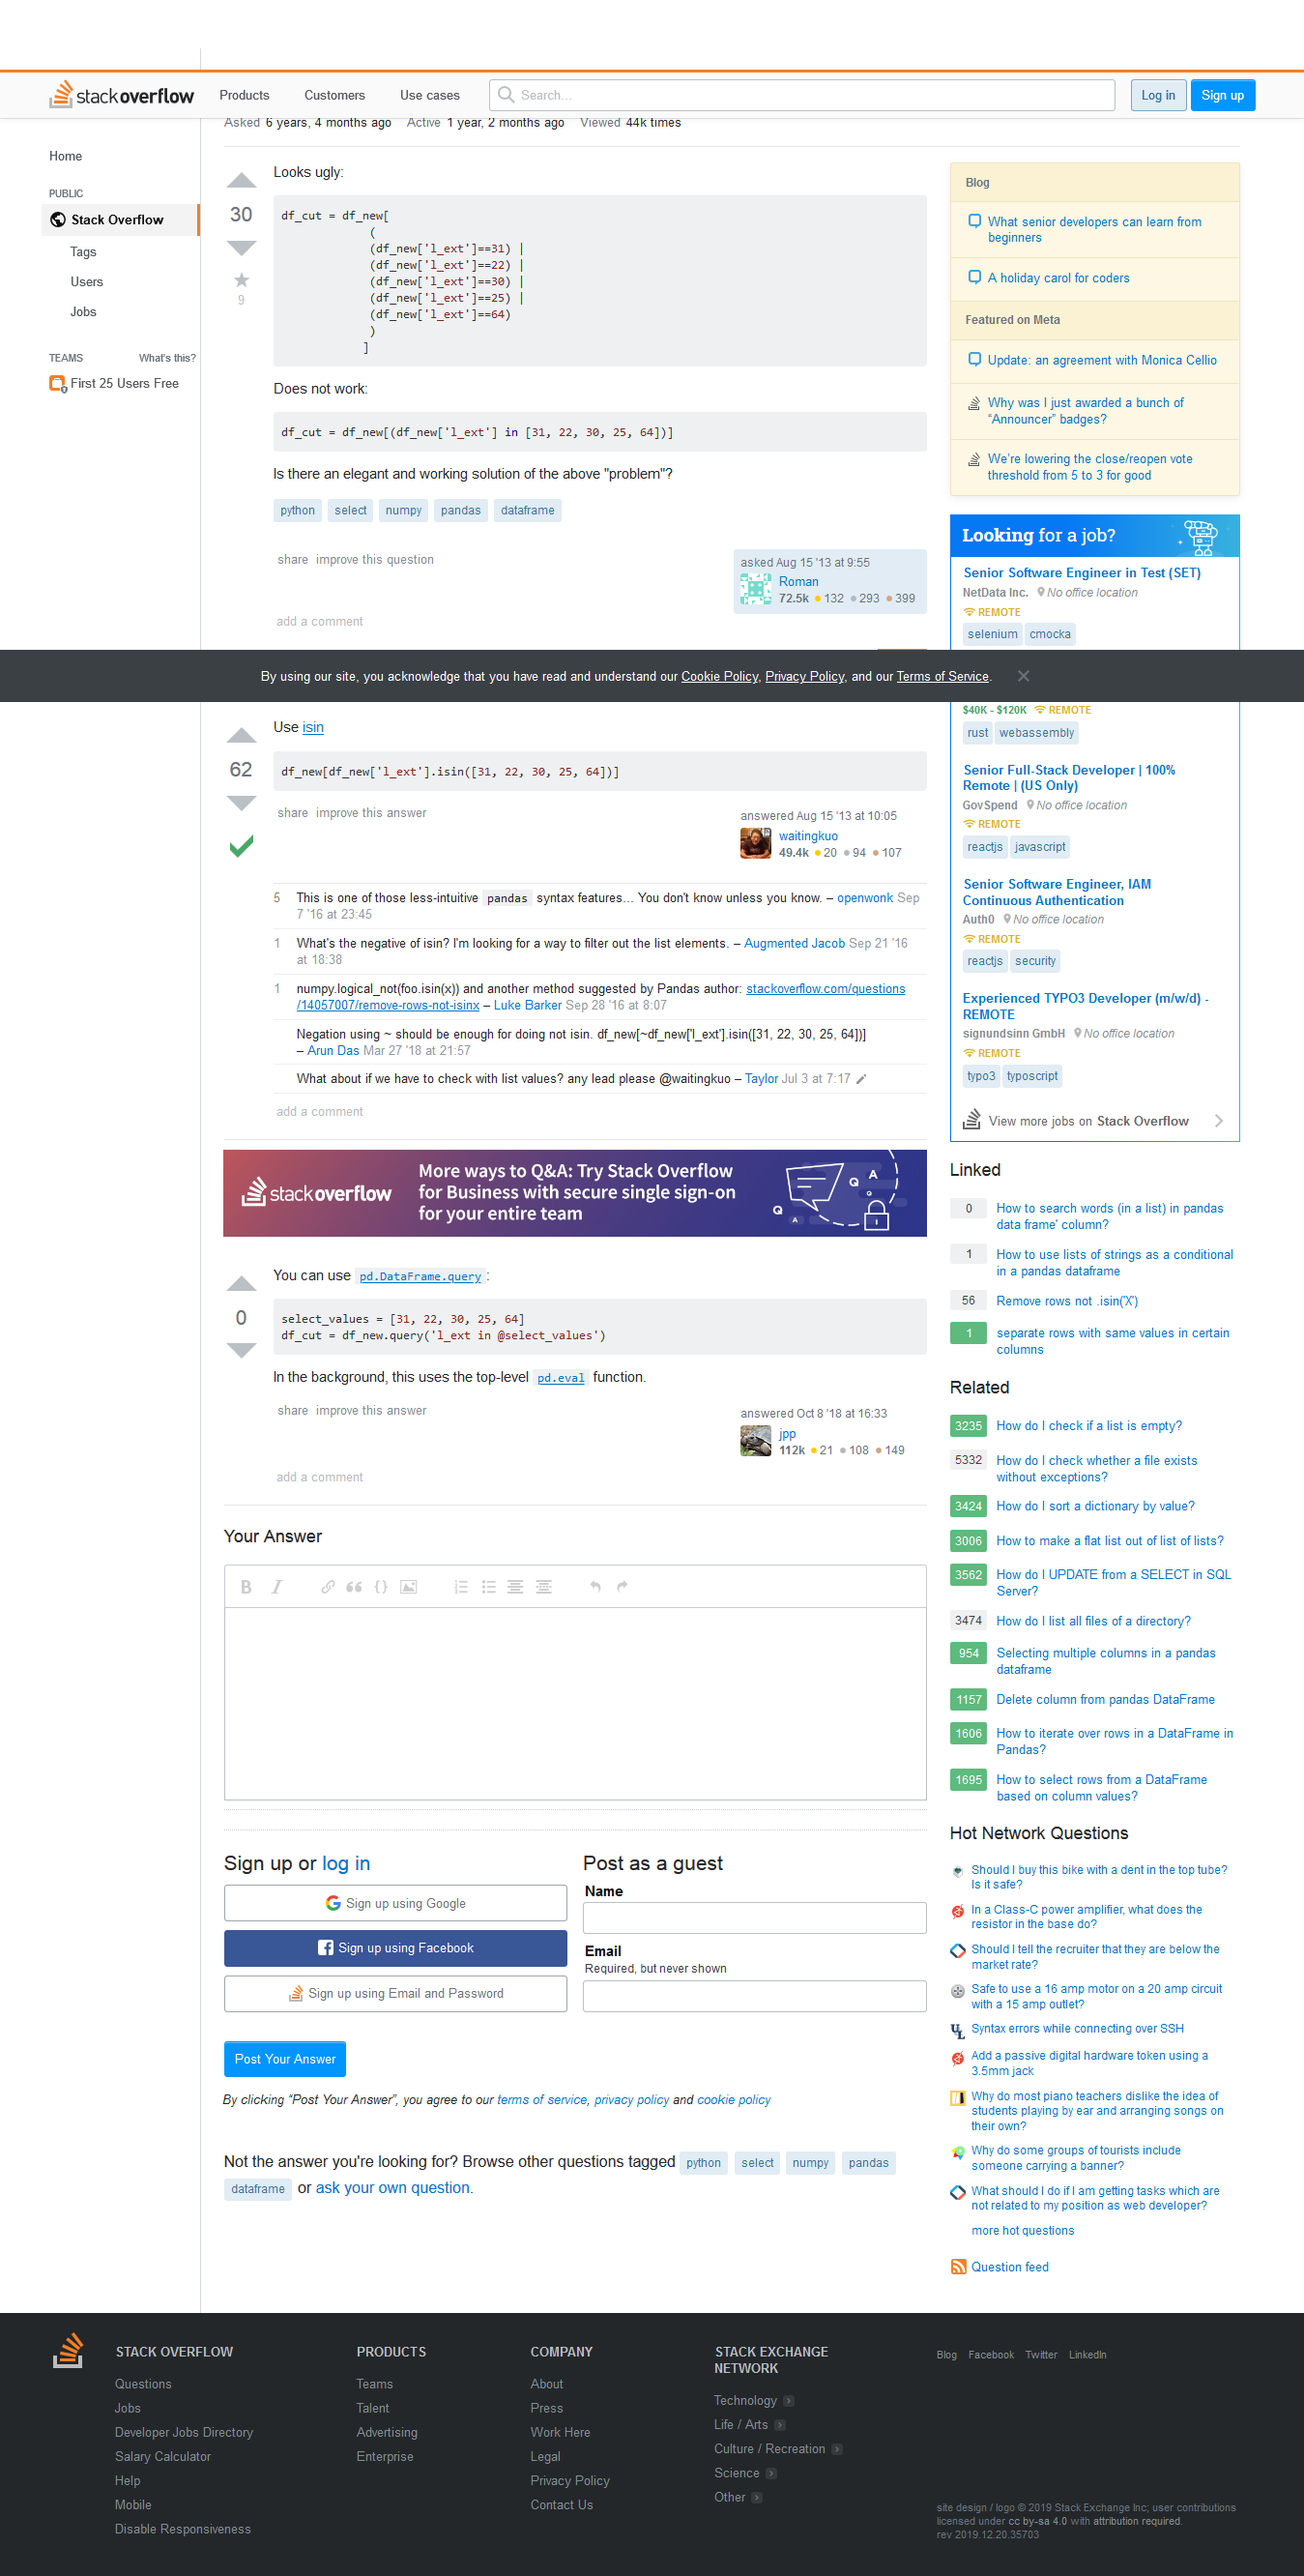 stackoverflow
Products Customers Use cases Search... Log in Sign up
Asked 6 years, 4 months ago Active 1 year, 2 months ago Viewed 44k times
Home
PUBLIC
Stack Overflow
Tags
Users
Jobs
TEAMS What's this?
First 25 Users Free
30
9
Looks ugly:
df_cut = df_new[
(
(df_new['l_ext']==31) |
(df_new['l_ext']==22) |
(df_new['l_ext']==30) |
(df_new['l_ext']==25) |
(df_new['l_ext']==64)
)
]
Does not work:
df_cut = df_new[(df_new['l_ext'] in [31, 22, 30, 25, 64])]
Is there an elegant and working solution of the above "problem"?
python select numpy pandas dataframe
share improve this question
asked Aug 15 '13 at 9:55
Roman
72.5k 132 293 399
add a comment
By using our site, you acknowledge that you have read and understand our Cookie Policy, Privacy Policy, and our Terms of Service.
62
Use isin
df_new[df_new['l_ext'].isin([31, 22, 30, 25, 64])]
share improve this answer
answered Aug 15 '13 at 10:05
waitingkuo
49.4k 20 94 107
5 This is one of those less-intuitive pandas syntax features... You don't know unless you know. – openwonk Sep
7 '16 at 23:45
1 What's the negative of isin? I'm looking for a way to filter out the list elements. – Augmented Jacob Sep 21 '16
at 18:38
1 numpy.logical_not(foo.isin(x)) and another method suggested by Pandas author: stackoverflow.com/questions
/14057007/remove-rows-not-isinx – Luke Barker Sep 28 '16 at 8:07
Negation using ~ should be enough for doing not isin. df_new[~df_new['l_ext'].isin([31, 22, 30, 25, 64])]
– Arun Das Mar 27 '18 at 21:57
What about if we have to check with list values? any lead please @waitingkuo – Taylor Jul 3 at 7:17
add a comment
stackoverflow
More ways to Q&A: Try Stack Overflow
for Business with secure single sign-on
for your entire team
Q A Q A
0
You can use pd.DataFrame.query:
select_values = [31, 22, 30, 25, 64]
df_cut = df_new.query('l_ext in @select_values')
In the background, this uses the top-level pd.eval function.
share improve this answer
answered Oct 8 '18 at 16:33
jpp
112k 21 108 149
add a comment
Your Answer
B I
Sign up or log in
Sign up using Google
Sign up using Facebook
Sign up using Email and Password
Post as a guest
Name
Email
Required, but never shown
Post Your Answer
By clicking “Post Your Answer”, you agree to our terms of service, privacy policy and cookie policy
Not the answer you're looking for? Browse other questions tagged python select numpy pandas
dataframe or ask your own question.
Blog
What senior developers can learn from
beginners
A holiday carol for coders
Featured on Meta
Update: an agreement with Monica Cellio
Why was I just awarded a bunch of
“Announcer” badges?
We're lowering the close/reopen vote
threshold from 5 to 3 for good
Looking for a job?
Senior Software Engineer in Test (SET)
NetData Inc. No office location
REMOTE
selenium cmocka
$40K - $120K REMOTE
rust webassembly
Senior Full-Stack Developer | 100%
Remote | (US Only)
GovSpend No office location
REMOTE
reactjs javascript
Senior Software Engineer, IAM
Continuous Authentication
Auth0 No office location
REMOTE
reactjs security
Experienced TYPO3 Developer (m/w/d) -
REMOTE
signundsinn GmbH No office location
REMOTE
typo3 typoscript
View more jobs on Stack Overflow
Linked
0 How to search words (in a list) in pandas
data frame' column?
1 How to use lists of strings as a conditional
in a pandas dataframe
56 Remove rows not .isin('X')
1 separate rows with same values in certain
columns
Related
3235 How do I check if a list is empty?
5332 How do I check whether a file exists
without exceptions?
3424 How do I sort a dictionary by value?
3006 How to make a flat list out of list of lists?
3562 How do I UPDATE from a SELECT in SQL
Server?
3474 How do I list all files of a directory?
954 Selecting multiple columns in a pandas
dataframe
1157 Delete column from pandas DataFrame
1606 How to iterate over rows in a DataFrame in
Pandas?
1695 How to select rows from a DataFrame
based on column values?
Hot Network Questions
Should I buy this bike with a dent in the top tube?
Is it safe?
In a Class-C power amplifier, what does the
resistor in the base do?
Should I tell the recruiter that they are below the
market rate?
Safe to use a 16 amp motor on a 20 amp circuit
with a 15 amp outlet?
Syntax errors while connecting over SSH
Add a passive digital hardware token using a
3.5mm jack
Why do most piano teachers dislike the idea of
students playing by ear and arranging songs on
their own?
Why do some groups of tourists include
someone carrying a banner?
What should I do if I am getting tasks which are
not related to my position as web developer?
more hot questions
Question feed
STACK OVERFLOW
Questions
Jobs
Developer Jobs Directory
Salary Calculator
Help
Mobile
Disable Responsiveness
PRODUCTS
Teams
Talent
Advertising
Enterprise
COMPANY
About
Press
Work Here
Legal
Privacy Policy
Contact Us
STACK EXCHANGE
NETWORK
Technology
Life / Arts
Culture / Recreation
Science
Other
Blog Facebook Twitter LinkedIn
site design / logo © 2019 Stack Exchange Inc; user contributions
licensed under cc by-sa 4.0 with attribution required.
rev 2019.12.20.35703